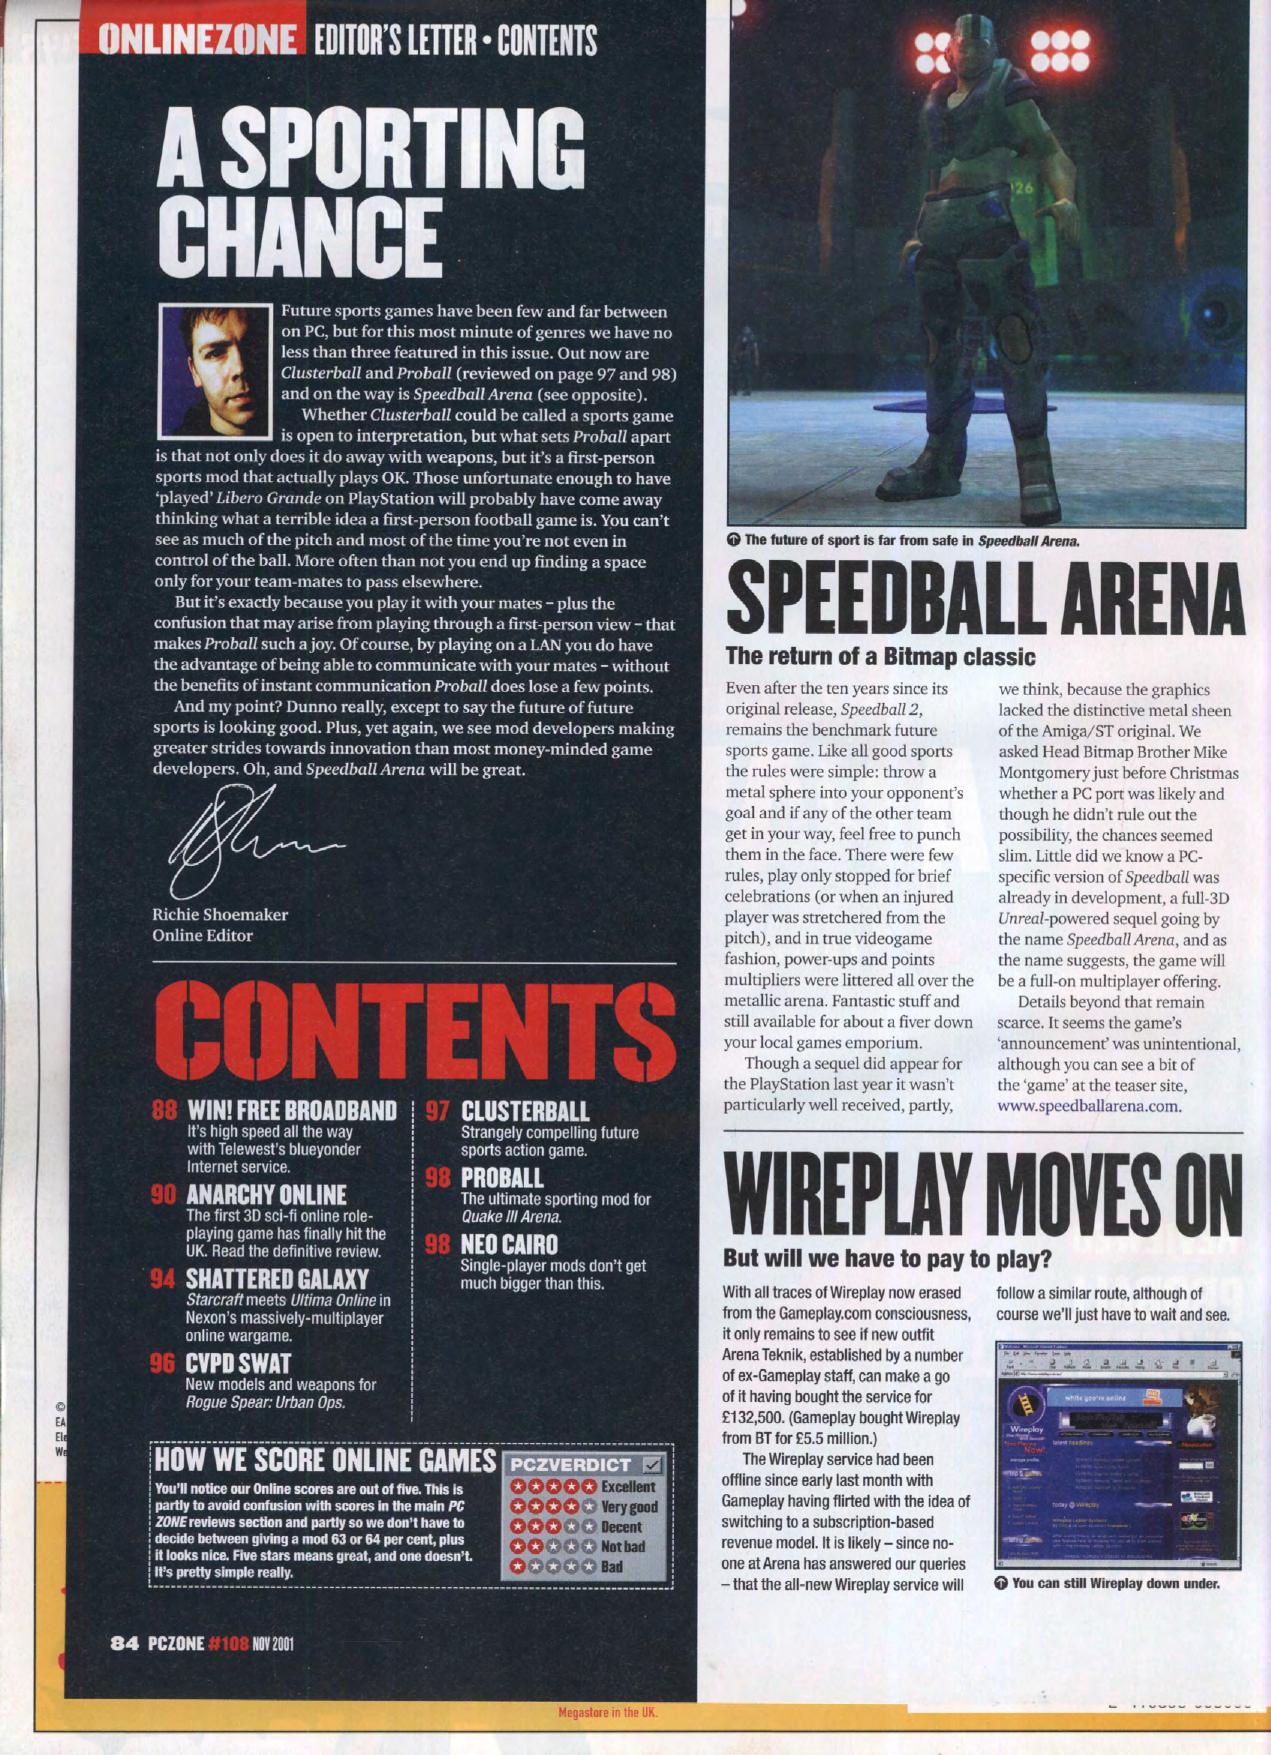 ONLINEZONE EDITOR'S LETTER • CONTENTS
A SPORTING
CHANCE
Future sports games have been few and far between
on PC, but for this most minute of genres we have no
less than three featured in this issue. Out now are
Clusterball and Proball (reviewed on page 97 and 98)
and on the way is Speedball Arena (see opposite).
Whether Clusterball could be called a sports game
is open to interpretation, but what sets Proball apart
is that not only does it do away with weapons, but it's a first-person
sports mod that actually plays OK. Those unfortunate enough to have
'played' Libero Grande on PlayStation will probably have come away
thinking what a terrible idea a first-person football game is. You can't
see as much of the pitch and most of the time you're not even in
control of the ball. More often than not you end up finding a space
only for your team-mates to pass elsewhere.
But it's exactly because you play it with your mates – plus the
confusion that may arise from playing through a first-person view – that
makes Proball such a joy. Of course, by playing on a LAN you do have
the advantage of being able to communicate with your mates – without
the benefits of instant communication Proball does lose a few points.
And my point? Dunno really, except to say the future of future
sports is looking good. Plus, yet again, we see mod developers making
greater strides towards innovation than most money-minded game
developers. Oh, and Speedball Arena will be great.
Richie Shoemaker
Online Editor
CONTENTS
88 WIN! FREE BROADBAND
It's high speed all the way
with Telewest's blueyonder
Internet service.
90 ANARCHY ONLINE
The first 3D sci-fi online role-
playing game has finally hit the
UK. Read the definitive review.
94 SHATTERED GALAXY
Starcraft meets Ultima Online in
Nexon's massively-multiplayer
online wargame.
96 CVPD SWAT
New models and weapons for
Rogue Spear: Urban Ops.
97 CLUSTERBALL
Strangely compelling future
sports action game.
98 PROBALL
The ultimate sporting mod for
Quake III Arena.
98 NEO CAIRO
Single-player mods don't get
much bigger than this.
HOW WE SCORE ONLINE GAMES
You'll notice our Online scores are out of five. This is
partly to avoid confusion with scores in the main PC
ZONE reviews section and partly so we don't have to
decide between giving a mod 63 or 64 per cent, plus
it looks nice. Five stars means great, and one doesn't.
It's pretty simple really.
PCZVERDICT
Excellent
Very good
Decent
Not bad
Bad
84 PCZONE #108 NOV 2001
026
The future of sport is far from safe in Speedball Arena.
SPEEDBALL ARENA
The return of a Bitmap classic
Even after the ten years since its
original release, Speedball 2,
remains the benchmark future
sports game. Like all good sports
the rules were simple: throw a
metal sphere into your opponent's
goal and if any of the other team
get in your way, feel free to punch
them in the face. There were few
rules, play only stopped for brief
celebrations (or when an injured
player was stretchered from the
pitch), and in true videogame
fashion, power-ups and points
multipliers were littered all over the
metallic arena. Fantastic stuff and
still available for about a fiver down
your local games emporium.
Though a sequel did appear for
the PlayStation last year it wasn't
particularly well received, partly,
we think, because the graphics
lacked the distinctive metal sheen
of the Amiga/ST original. We
asked Head Bitmap Brother Mike
Montgomery just before Christmas
whether a PC port was likely and
though he didn't rule out the
possibility, the chances seemed
slim. Little did we know a PC-
specific version of Speedball was
already in development, a full-3D
Unreal-powered sequel going by
the name Speedball Arena, and as
the name suggests, the game will
be a full-on multiplayer offering.
Details beyond that remain
scarce. It seems the game's
'announcement' was unintentional,
although you can see a bit of
the 'game' at the teaser site,
www.speedballarena.com.
WIREPLAY MOVES ON
But will we have to pay to play?
With all traces of Wireplay now erased
from the Gameplay.com consciousness,
it only remains to see if new outfit
Arena Teknik, established by a number
of ex-Gameplay staff, can make a go
of it having bought the service for
£132,500. (Gameplay bought Wireplay
from BT for £5.5 million.)
The Wireplay service had been
offline since early last month with
Gameplay having flirted with the idea of
switching to a subscription-based
revenue model. It is likely – since no-
one at Arena has answered our queries
– that the all-new Wireplay service will
follow a similar route, although of
course we'll just have to wait and see.
while you're online
Wireplay
latest headlines
today @ Wireplay
You can still Wireplay down under.
©
EA
Ele
We
Megastore in the UK.